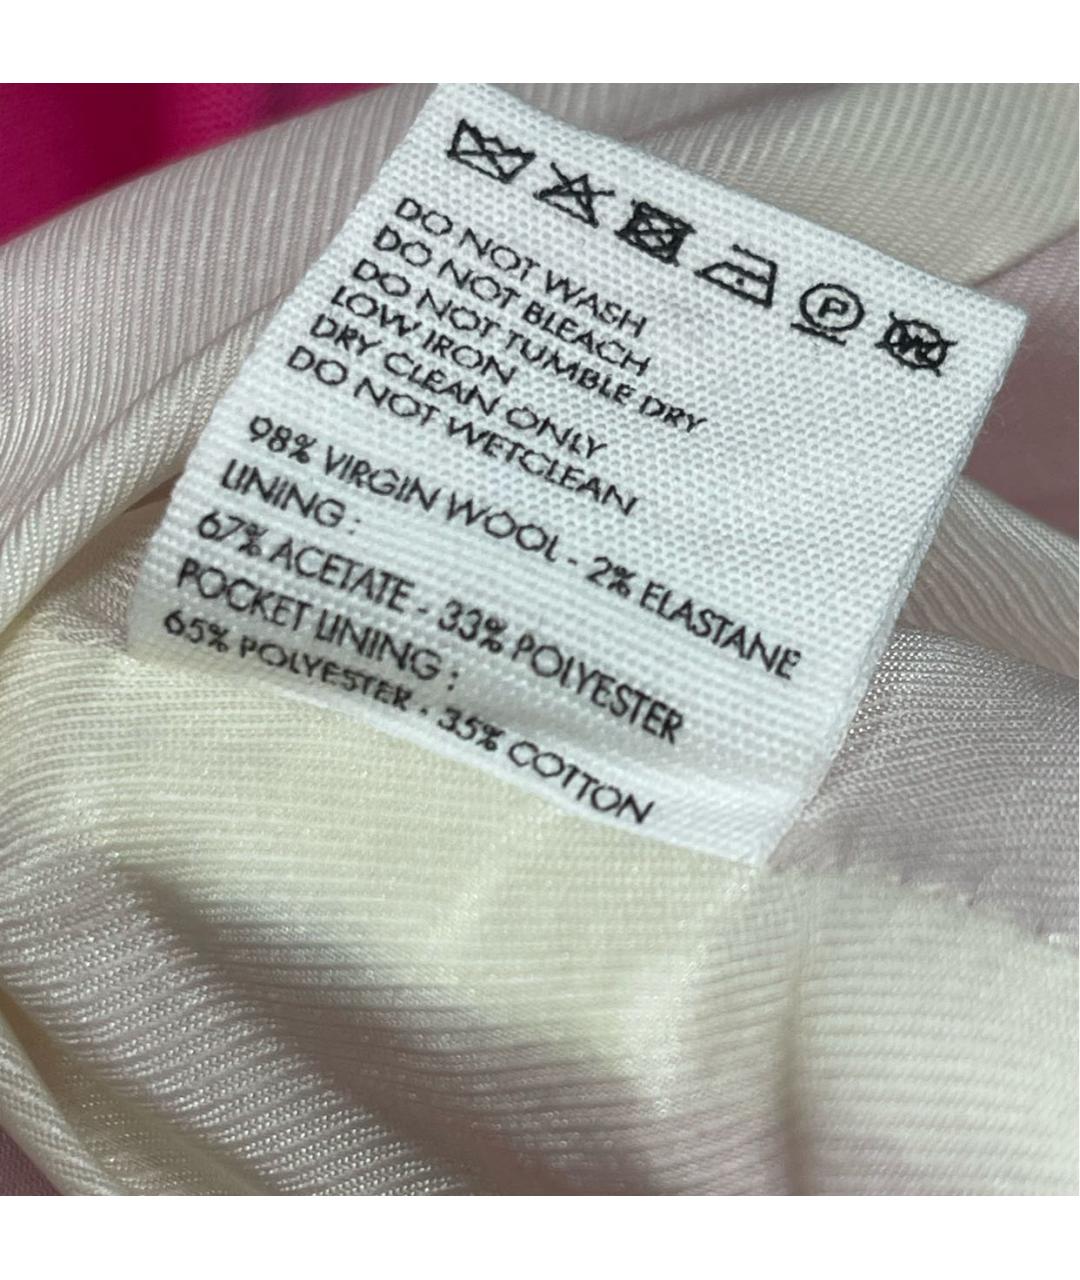 P W
DO NOT WASH
DO NOT BLEACH
DO NOT TUMBLE DRY
LOW IRON
DRY CLEAN ONLY
DO NOT WETCLEAN
98% VIRGIN WOOL - 2% ELASTANE
LINING :
67% ACETATE - 33% POLYESTER
POCKET LINING :
65% POLYESTER - 35% COTTON